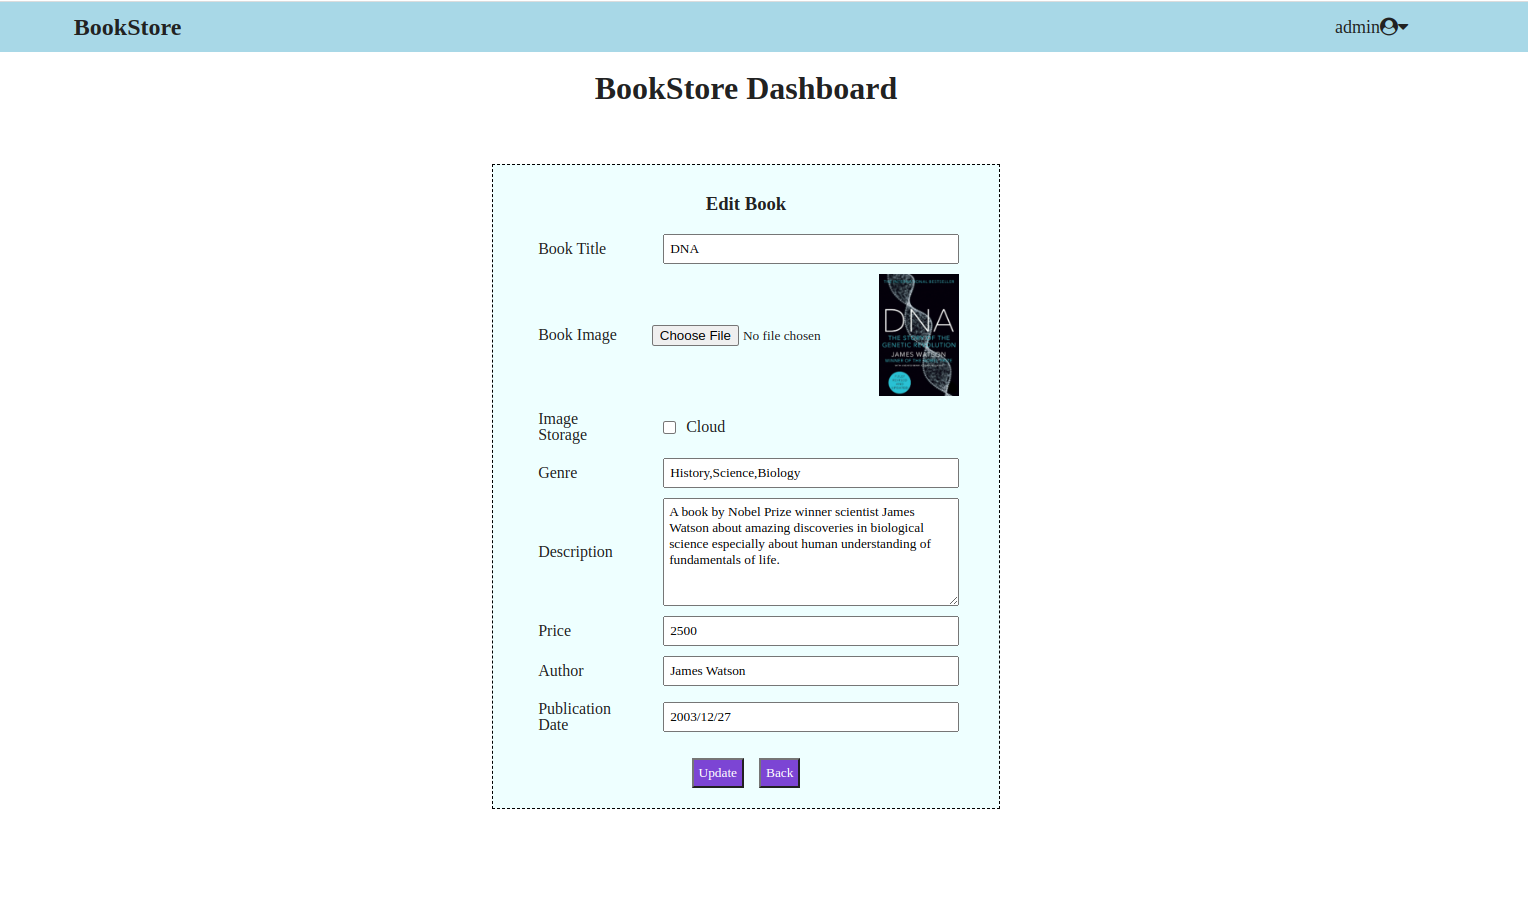 BookStore
admin
BookStore Dashboard
Edit Book
Book Title
DNA
Book Image
Choose File No file chosen
DNA
THE STORY OF THE
GENETIC REVOLUTION
JAMES WATSON
Image
Storage
Cloud
Genre
History,Science,Biology
Description
A book by Nobel Prize winner scientist James
Watson about amazing discoveries in biological
science especially about human understanding of
fundamentals of life.
Price
2500
Author
James Watson
Publication
Date
2003/12/27
Update
Back